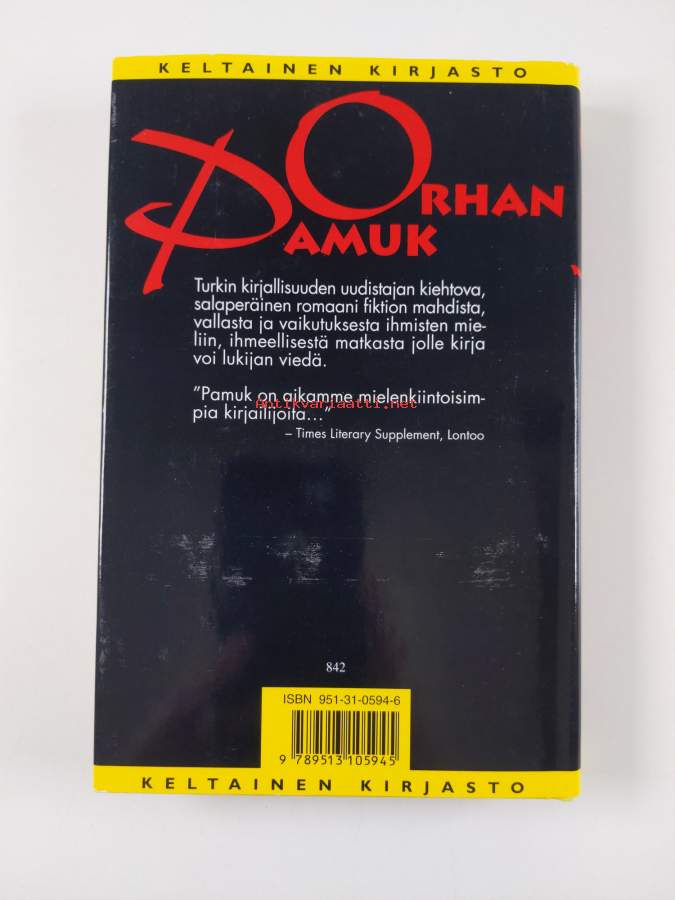 KELTAINEN KIRJASTO
ORHAN
PAMUK
Turkin kirjallisuuden uudistajan kiehtova,
salaperäinen romaani fiktion mahdista,
vallasta ja vaikutuksesta ihmisten mie-
liin, ihmeellisestä matkasta jolle kirja
voi lukijan viedä.
”Pamuk on aikamme mielenkiintoisim-
antikvariaatti.net
pia kirjailijoita...”
– Times Literary Supplement, Lontoo
842
ISBN 951-31-0594-6
9 789513 105945
KELTAINEN KIRJASTO